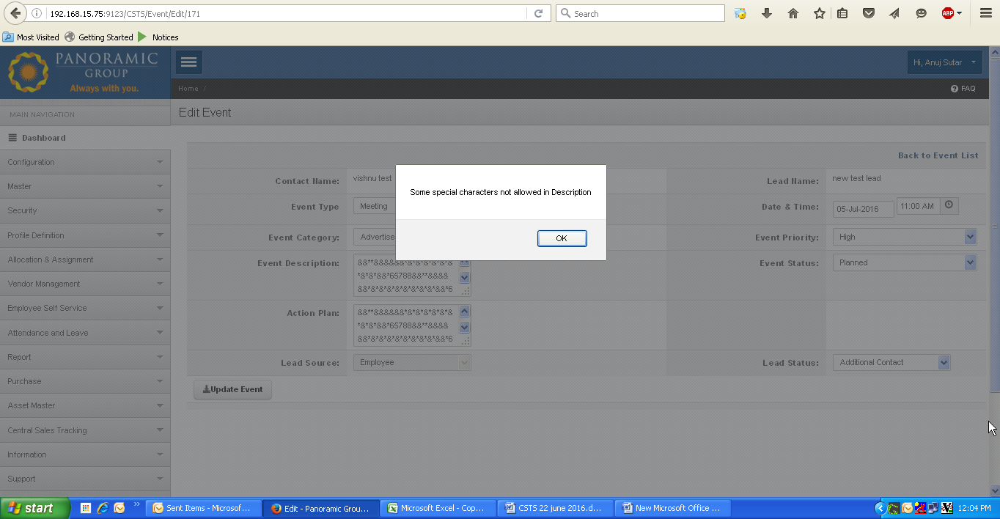 192.168.15.75:9123/CSTS/Event/Edit/171
Search
ABP
Most Visited
Getting Started
Notices
PANORAMIC
GROUP
Always with you.
Hi, Anuj Sutar
Home /
FAQ
MAIN NAVIGATION
Edit Event
Dashboard
Configuration
Master
Security
Profile Definition
Allocation & Assignment
Vendor Management
Employee Self Service
Attendance and Leave
Report
Purchase
Asset Master
Central Sales Tracking
Information
Support
Back to Event List
Contact Name: vishnu test
Lead Name: new test lead
Event Type Meeting
Date & Time: 05-Jul-2016 11:00 AM
Event Category: Advertise
Event Priority: High
Event Description:
&&**&&&&&&*&*&*&*&*&
*&*&*&&*65788&&**&&&&
&&*&*&*&*&*&*&*&*&&*6
Event Status: Planned
Action Plan:
&&**&&&&&&*&*&*&*&*&
*&*&*&&*65788&&**&&&&
&&*&*&*&*&*&*&*&*&&*6
Lead Source: Employee
Lead Status: Additional Contact
Update Event
Some special characters not allowed in Description
OK
start
Sent Items - Microsof...
Edit - Panoramic Grou...
Microsoft Excel - Cop...
CSTS 22 june 2016.d...
New Microsoft Office ...
12:04 PM